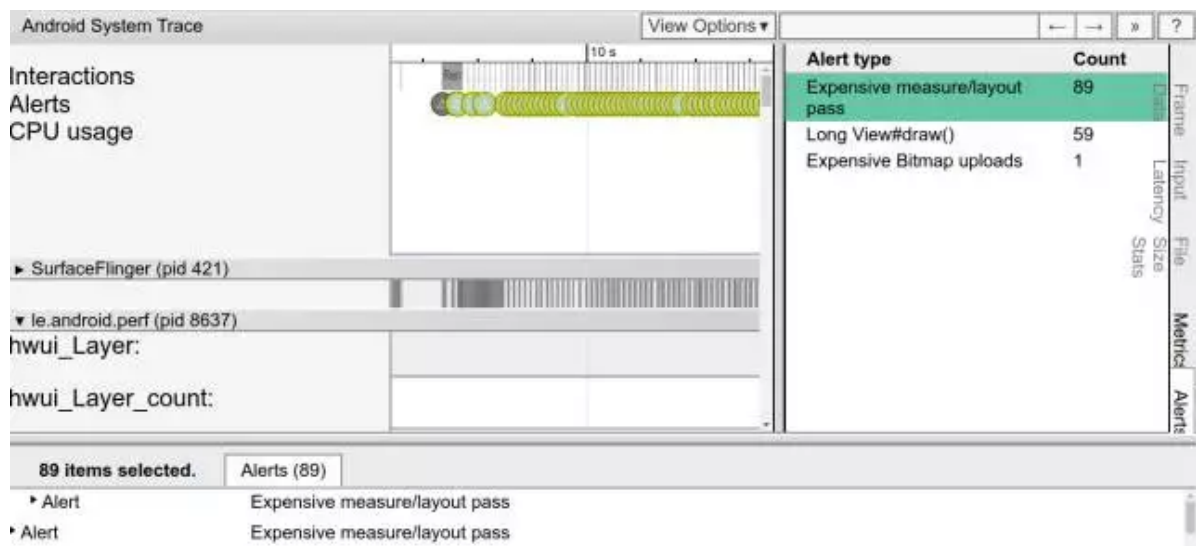 Android System Trace
View Options ▾
← → » ?
10 s
Interactions
Alerts
CPU usage
▸ SurfaceFlinger (pid 421)
▾ le.android.perf (pid 8637)
hwui_Layer:
hwui_Layer_count:
Alert type Count
Expensive measure/layout 89
pass
Long View#draw() 59
Expensive Bitmap uploads 1
Frame
Data
Input
Latency
File
Size
Stats
Metrics
Alerts
89 items selected. Alerts (89)
▸ Alert Expensive measure/layout pass
▸ Alert Expensive measure/layout pass